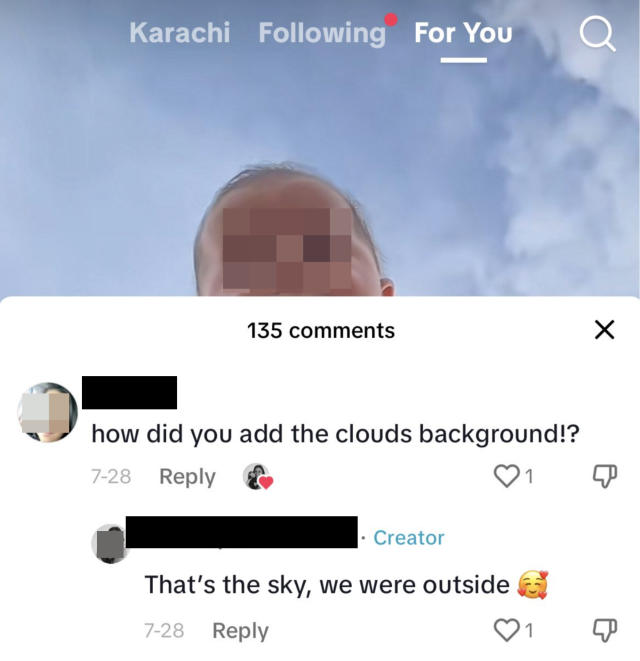 Karachi Following For You
135 comments
how did you add the clouds background!?
7-28 Reply 1
· Creator
That’s the sky, we were outside 🥰
7-28 Reply 1